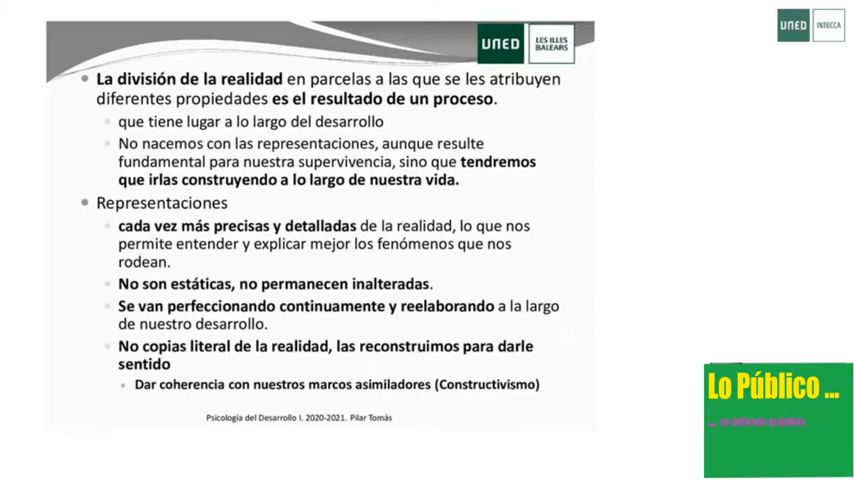 UNED
INTECCA
UNED
LES ILLES
BALEARS
La división de la realidad en parcelas a las que se les atribuyen
diferentes propiedades es el resultado de un proceso.
que tiene lugar a lo largo del desarrollo
No nacemos con las representaciones, aunque resulte
fundamental para nuestra supervivencia, sino que tendremos
que irlas construyendo a lo largo de nuestra vida.
Representaciones
cada vez más precisas y detalladas de la realidad, lo que nos
permite entender y explicar mejor los fenómenos que nos
rodean.
No son estáticas, no permanecen inalteradas.
Se van perfeccionando continuamente y reelaborando a la largo
de nuestro desarrollo.
No copias literal de la realidad, las reconstruimos para darle
sentido
Dar coherencia con nuestros marcos asimiladores (Constructivismo)
Psicología del Desarrollo I. 2020-2021. Pilar Tomás
Lo Público ...